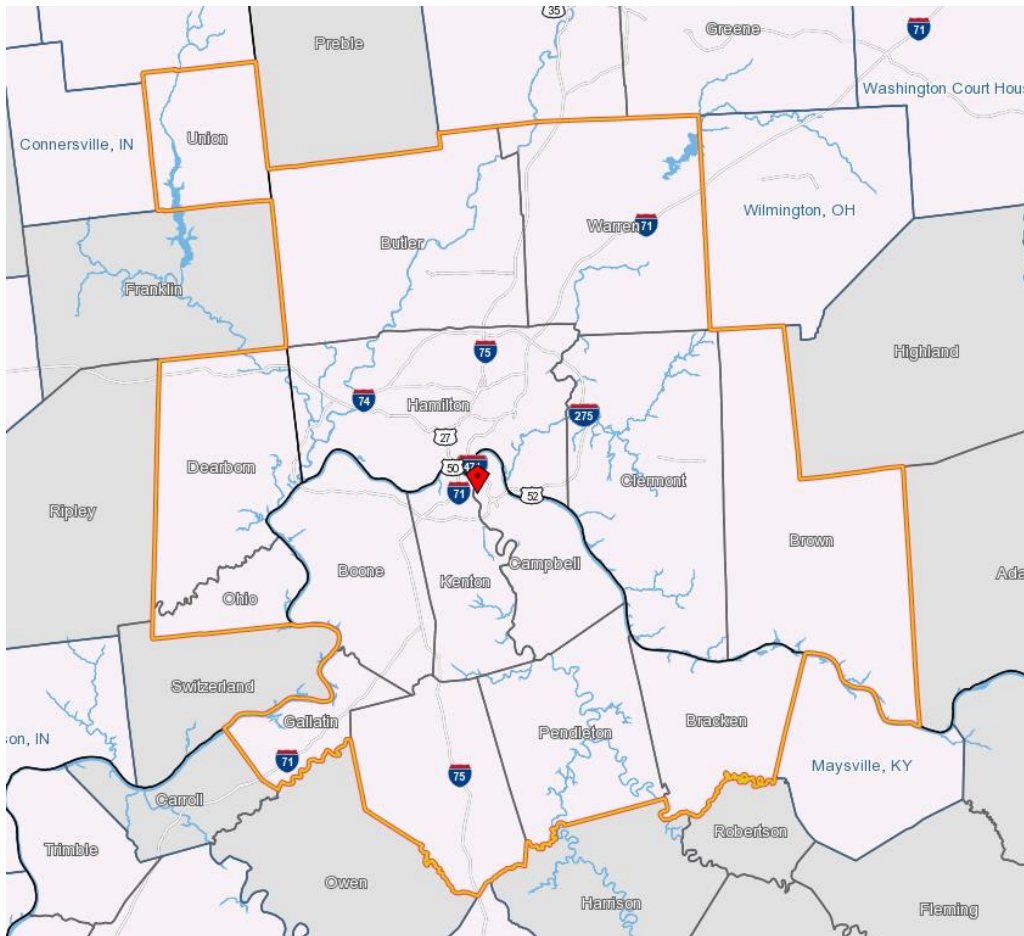 35
Preble
Greene
71
Washington Court Hous
Union
Connersville, IN
Wilmington, OH
Warren
71
Butler
Franklin
75
Highland
74
Hamilton
275
27
50
471
Dearborn
71
52
Clermont
Ripley
Brown
Boone
Kenton
Campbell
Ada
Ohio
Switzerland
Gallatin
Bracken
Pendleton
son, IN
71
75
Maysville, KY
Carroll
Robertson
Trimble
Owen
Harrison
Fleming